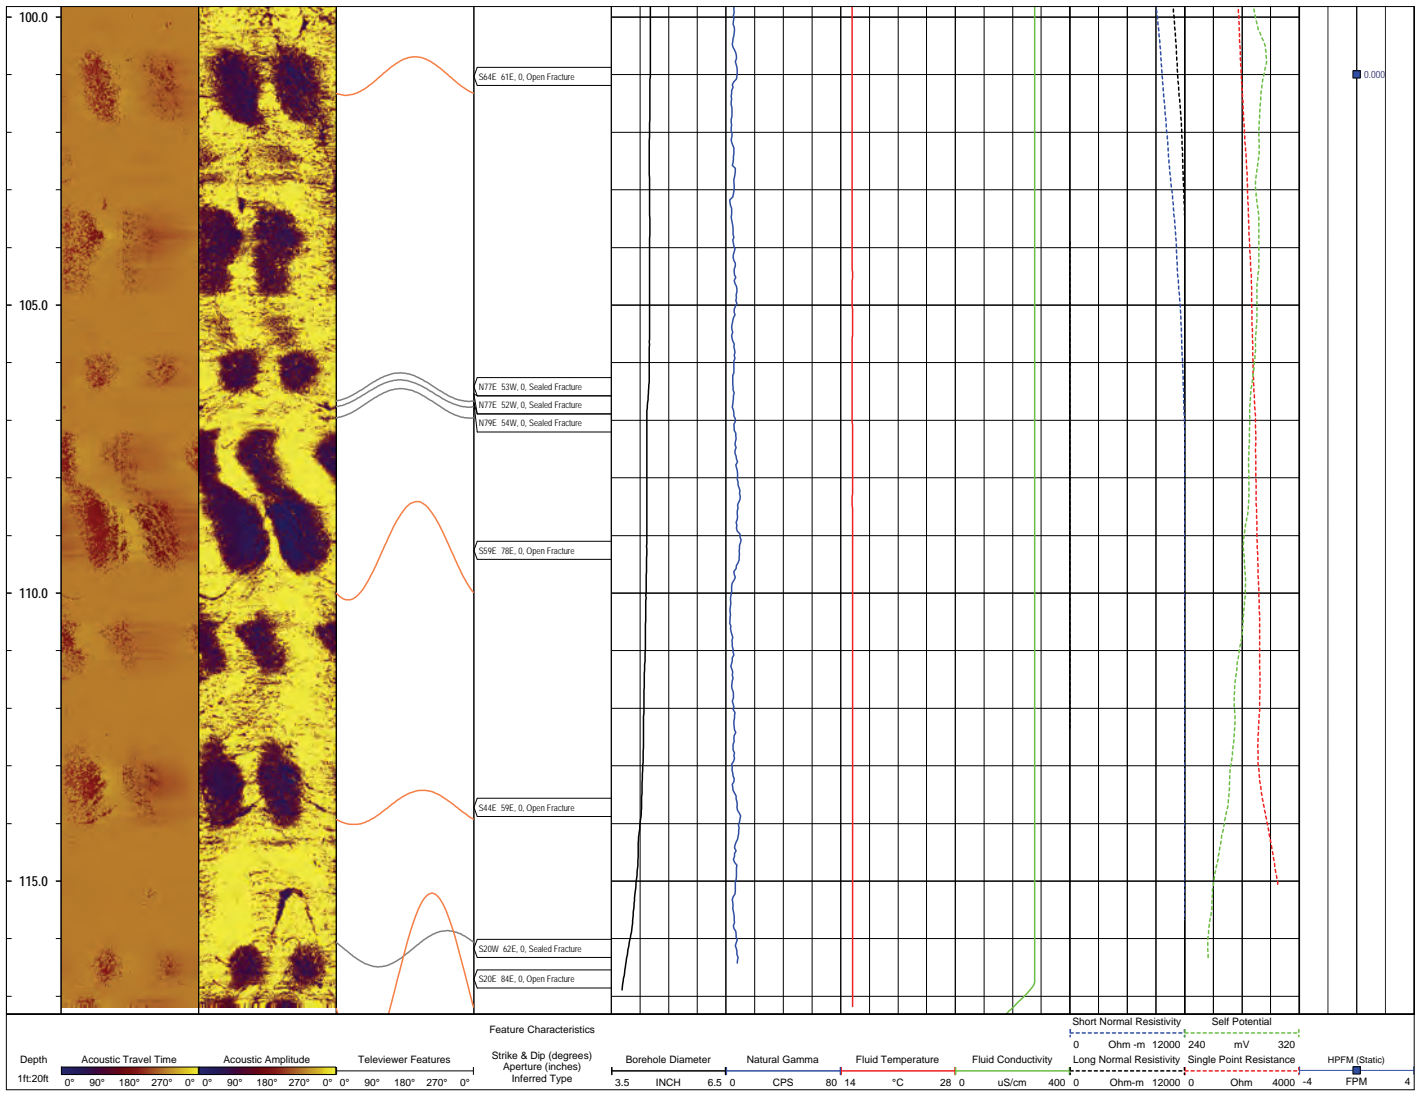 100.0
S64E 61E, 0, Open Fracture
0.000
105.0
N77E 53W, 0, Sealed Fracture
N77E 52W, 0, Sealed Fracture
N79E 54W, 0, Sealed Fracture
S59E 78E, 0, Open Fracture
110.0
S44E 59E, 0, Open Fracture
115.0
S20W 62E, 0, Sealed Fracture
S20E 84E, 0, Open Fracture
Depth
1ft:20ft
Acoustic Travel Time
0° 90° 180° 270° 0°
Acoustic Amplitude
0° 90° 180° 270° 0°
Televiewer Features
0° 90° 180° 270° 0°
Feature Characteristics
Strike & Dip (degrees)
Aperture (inches)
Inferred Type
Borehole Diameter
3.5 INCH 6.5
Natural Gamma
0 CPS 80
Fluid Temperature
14 °C 28
Fluid Conductivity
0 uS/cm 400
Short Normal Resistivity
0 Ohm -m 12000
Long Normal Resistivity
0 Ohm-m 12000
Self Potential
240 mV 320
Single Point Resistance
0 Ohm 4000
HPFM (Static)
-4 FPM 4